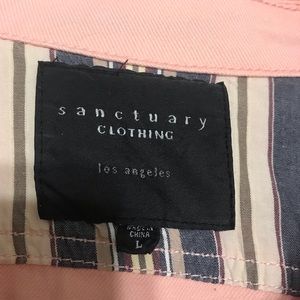 sanctuary
CLOTHING
los angeles
MADE IN
CHINA
L